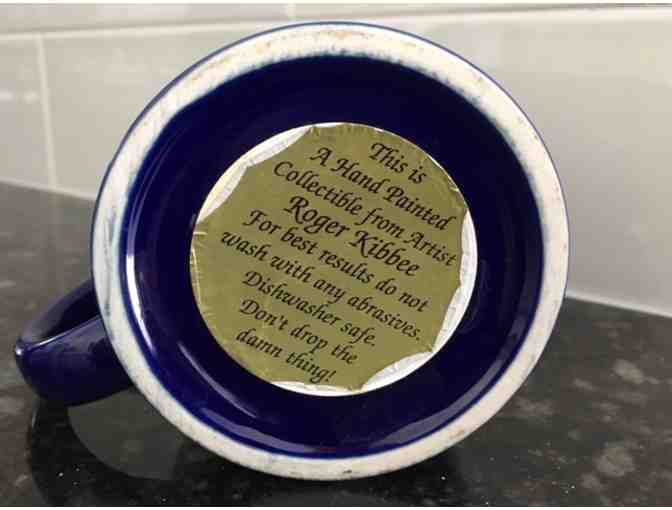 This is
A Hand Painted
Collectible from Artist
Roger Kibbee
For best results do not
wash with any abrasives.
Dishwasher safe.
Don't drop the
damn thing!